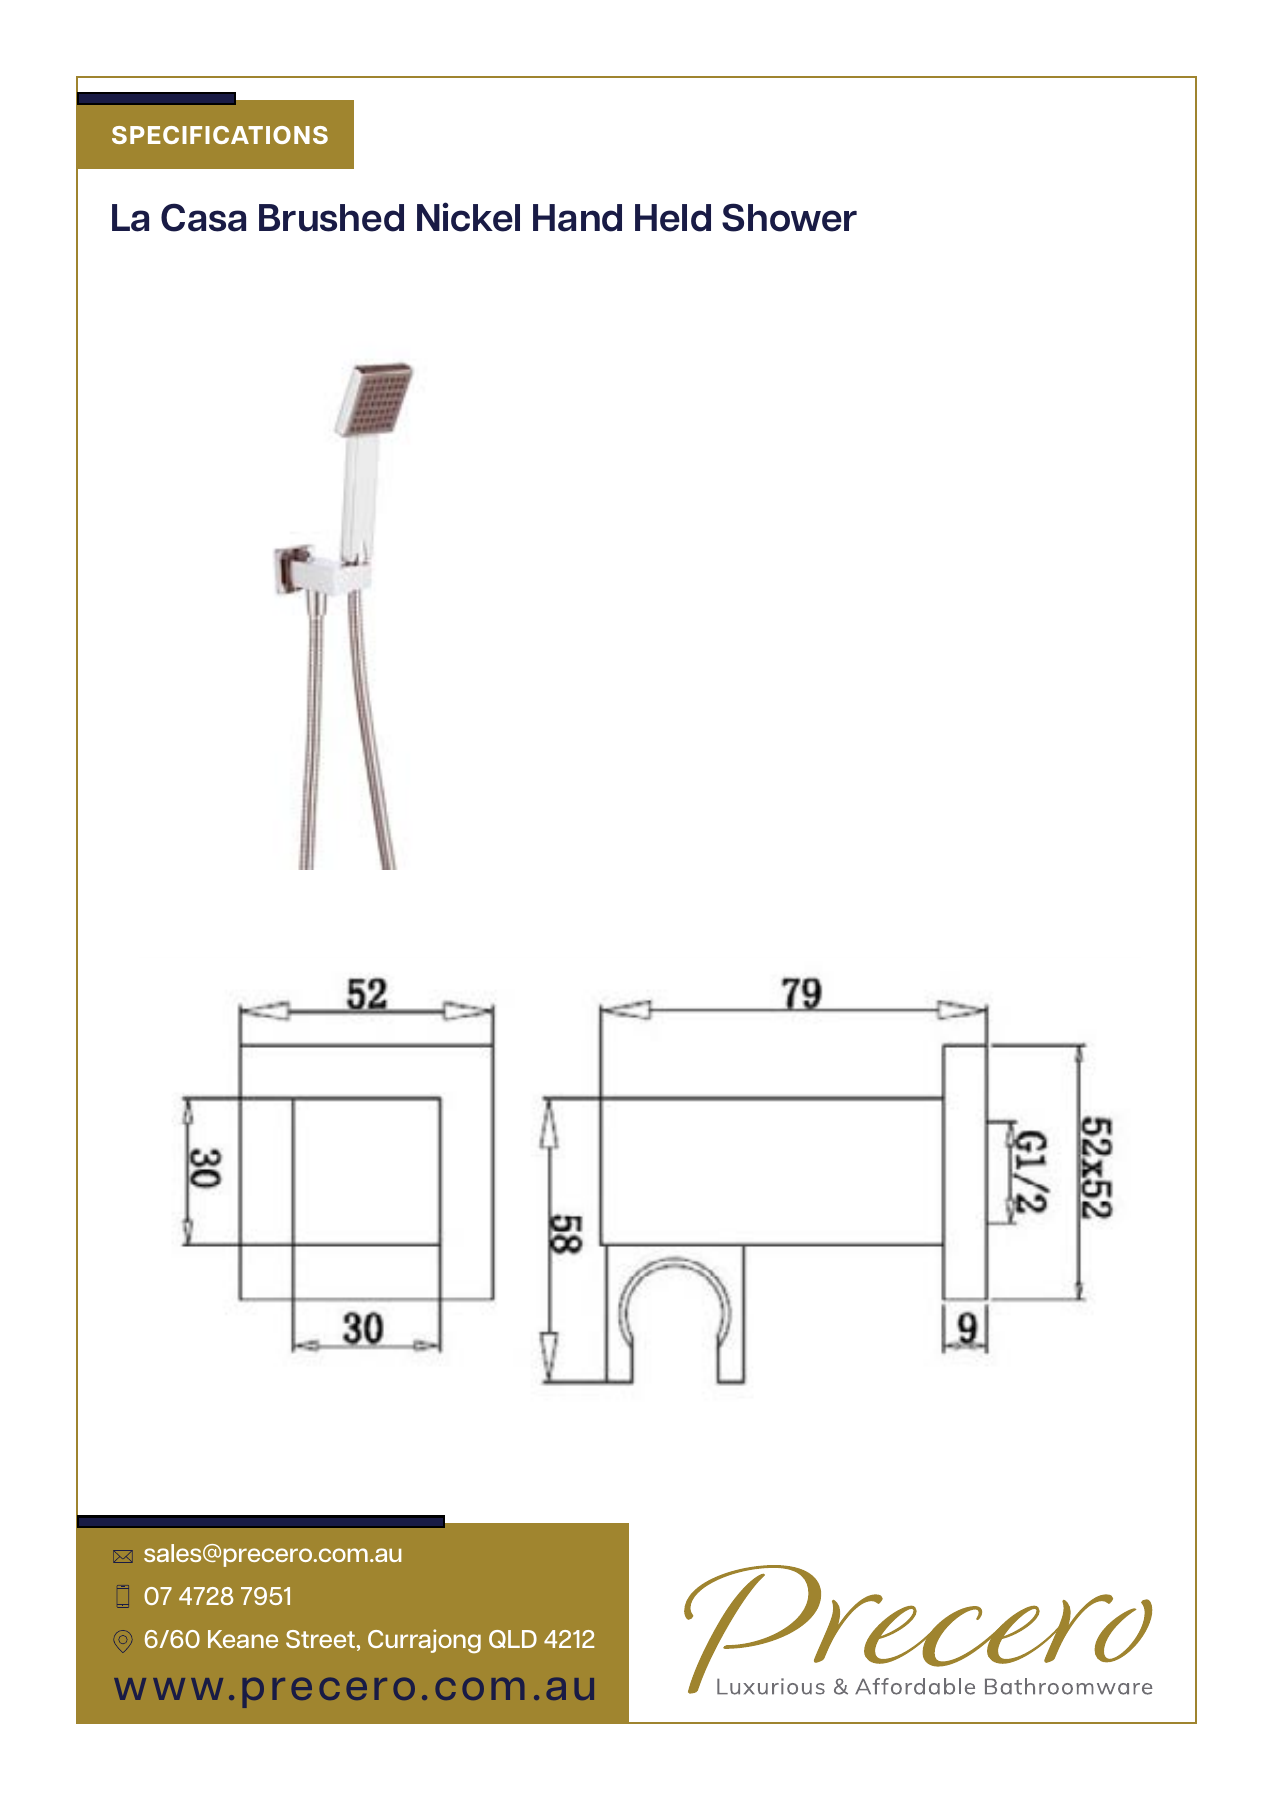 SPECIFICATIONS
La Casa Brushed Nickel Hand Held Shower
52
79
30
30
58
G1/2
52x52
9
sales@precero.com.au
07 4728 7951
6/60 Keane Street, Currajong QLD 4212
www.precero.com.au
Precero
Luxurious & Affordable Bathroomware